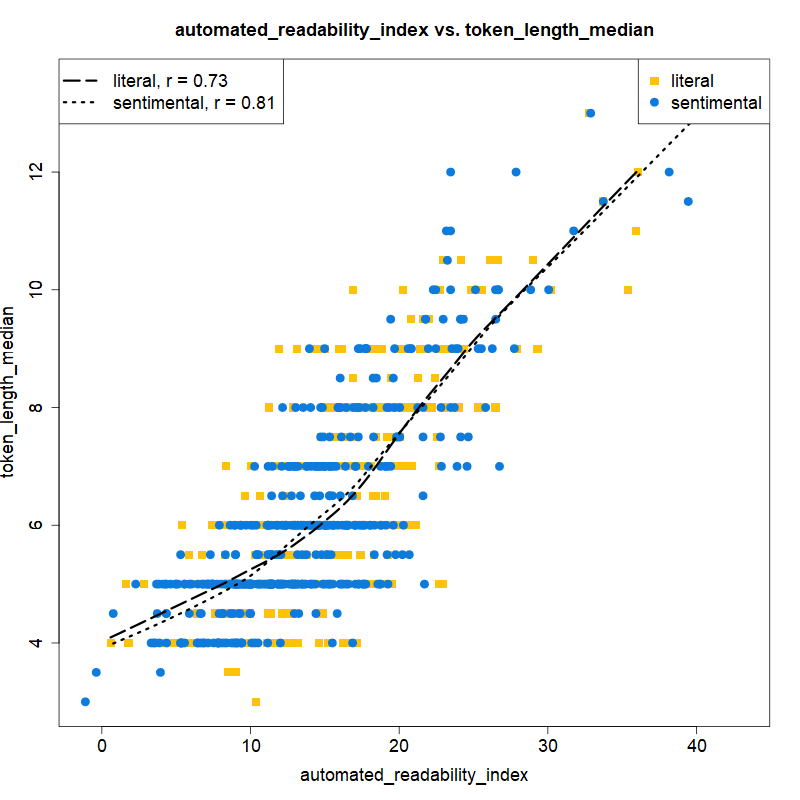 automated_readability_index vs. token_length_median
literal, r = 0.73
sentimental, r = 0.81
literal
sentimental
token_length_median
12
10
8
6
4
0
10
20
30
40
automated_readability_index